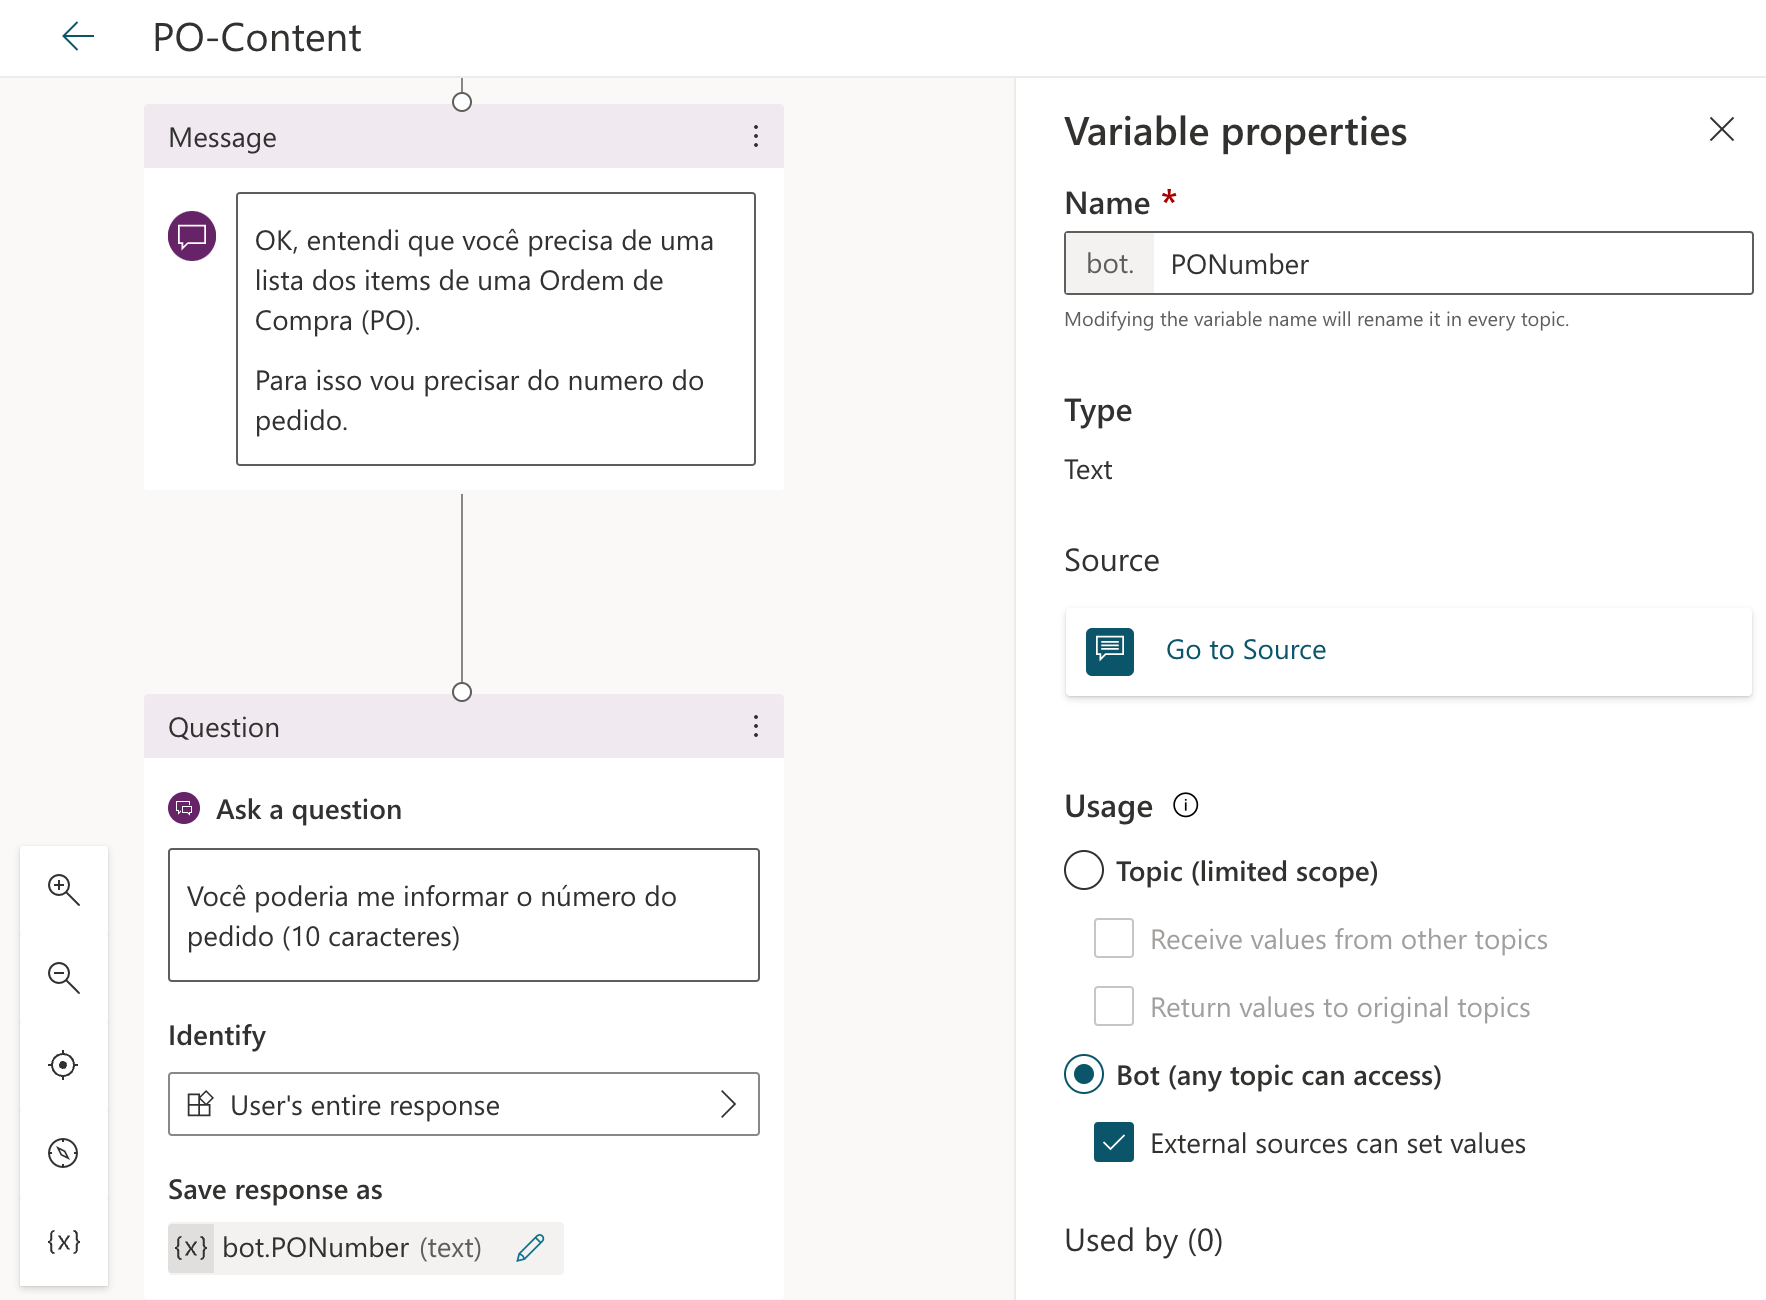 PO-Content
Message
OK, entendi que você precisa de uma
lista dos items de uma Ordem de
Compra (PO).
Para isso vou precisar do numero do
pedido.
Question
Ask a question
Você poderia me informar o número do
pedido (10 caracteres)
Identify
User's entire response
Save response as
{x} bot.PONumber (text)
{x}
Variable properties
Name *
bot. PONumber
Modifying the variable name will rename it in every topic.
Type
Text
Source
Go to Source
Usage
Topic (limited scope)
Receive values from other topics
Return values to original topics
Bot (any topic can access)
External sources can set values
Used by (0)